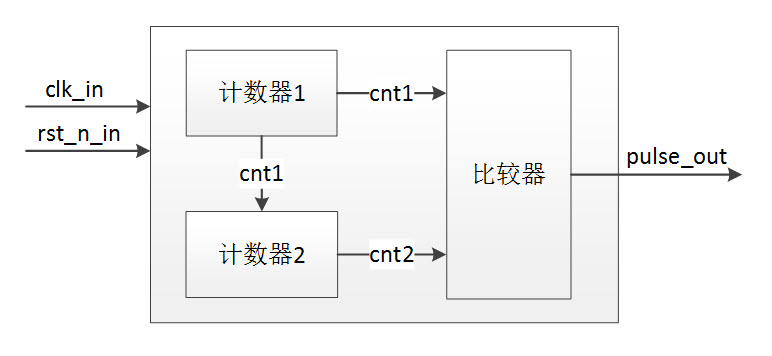 clk_in
rst_n_in
计数器1
cnt1
cnt1
计数器2
cnt2
比较器
pulse_out